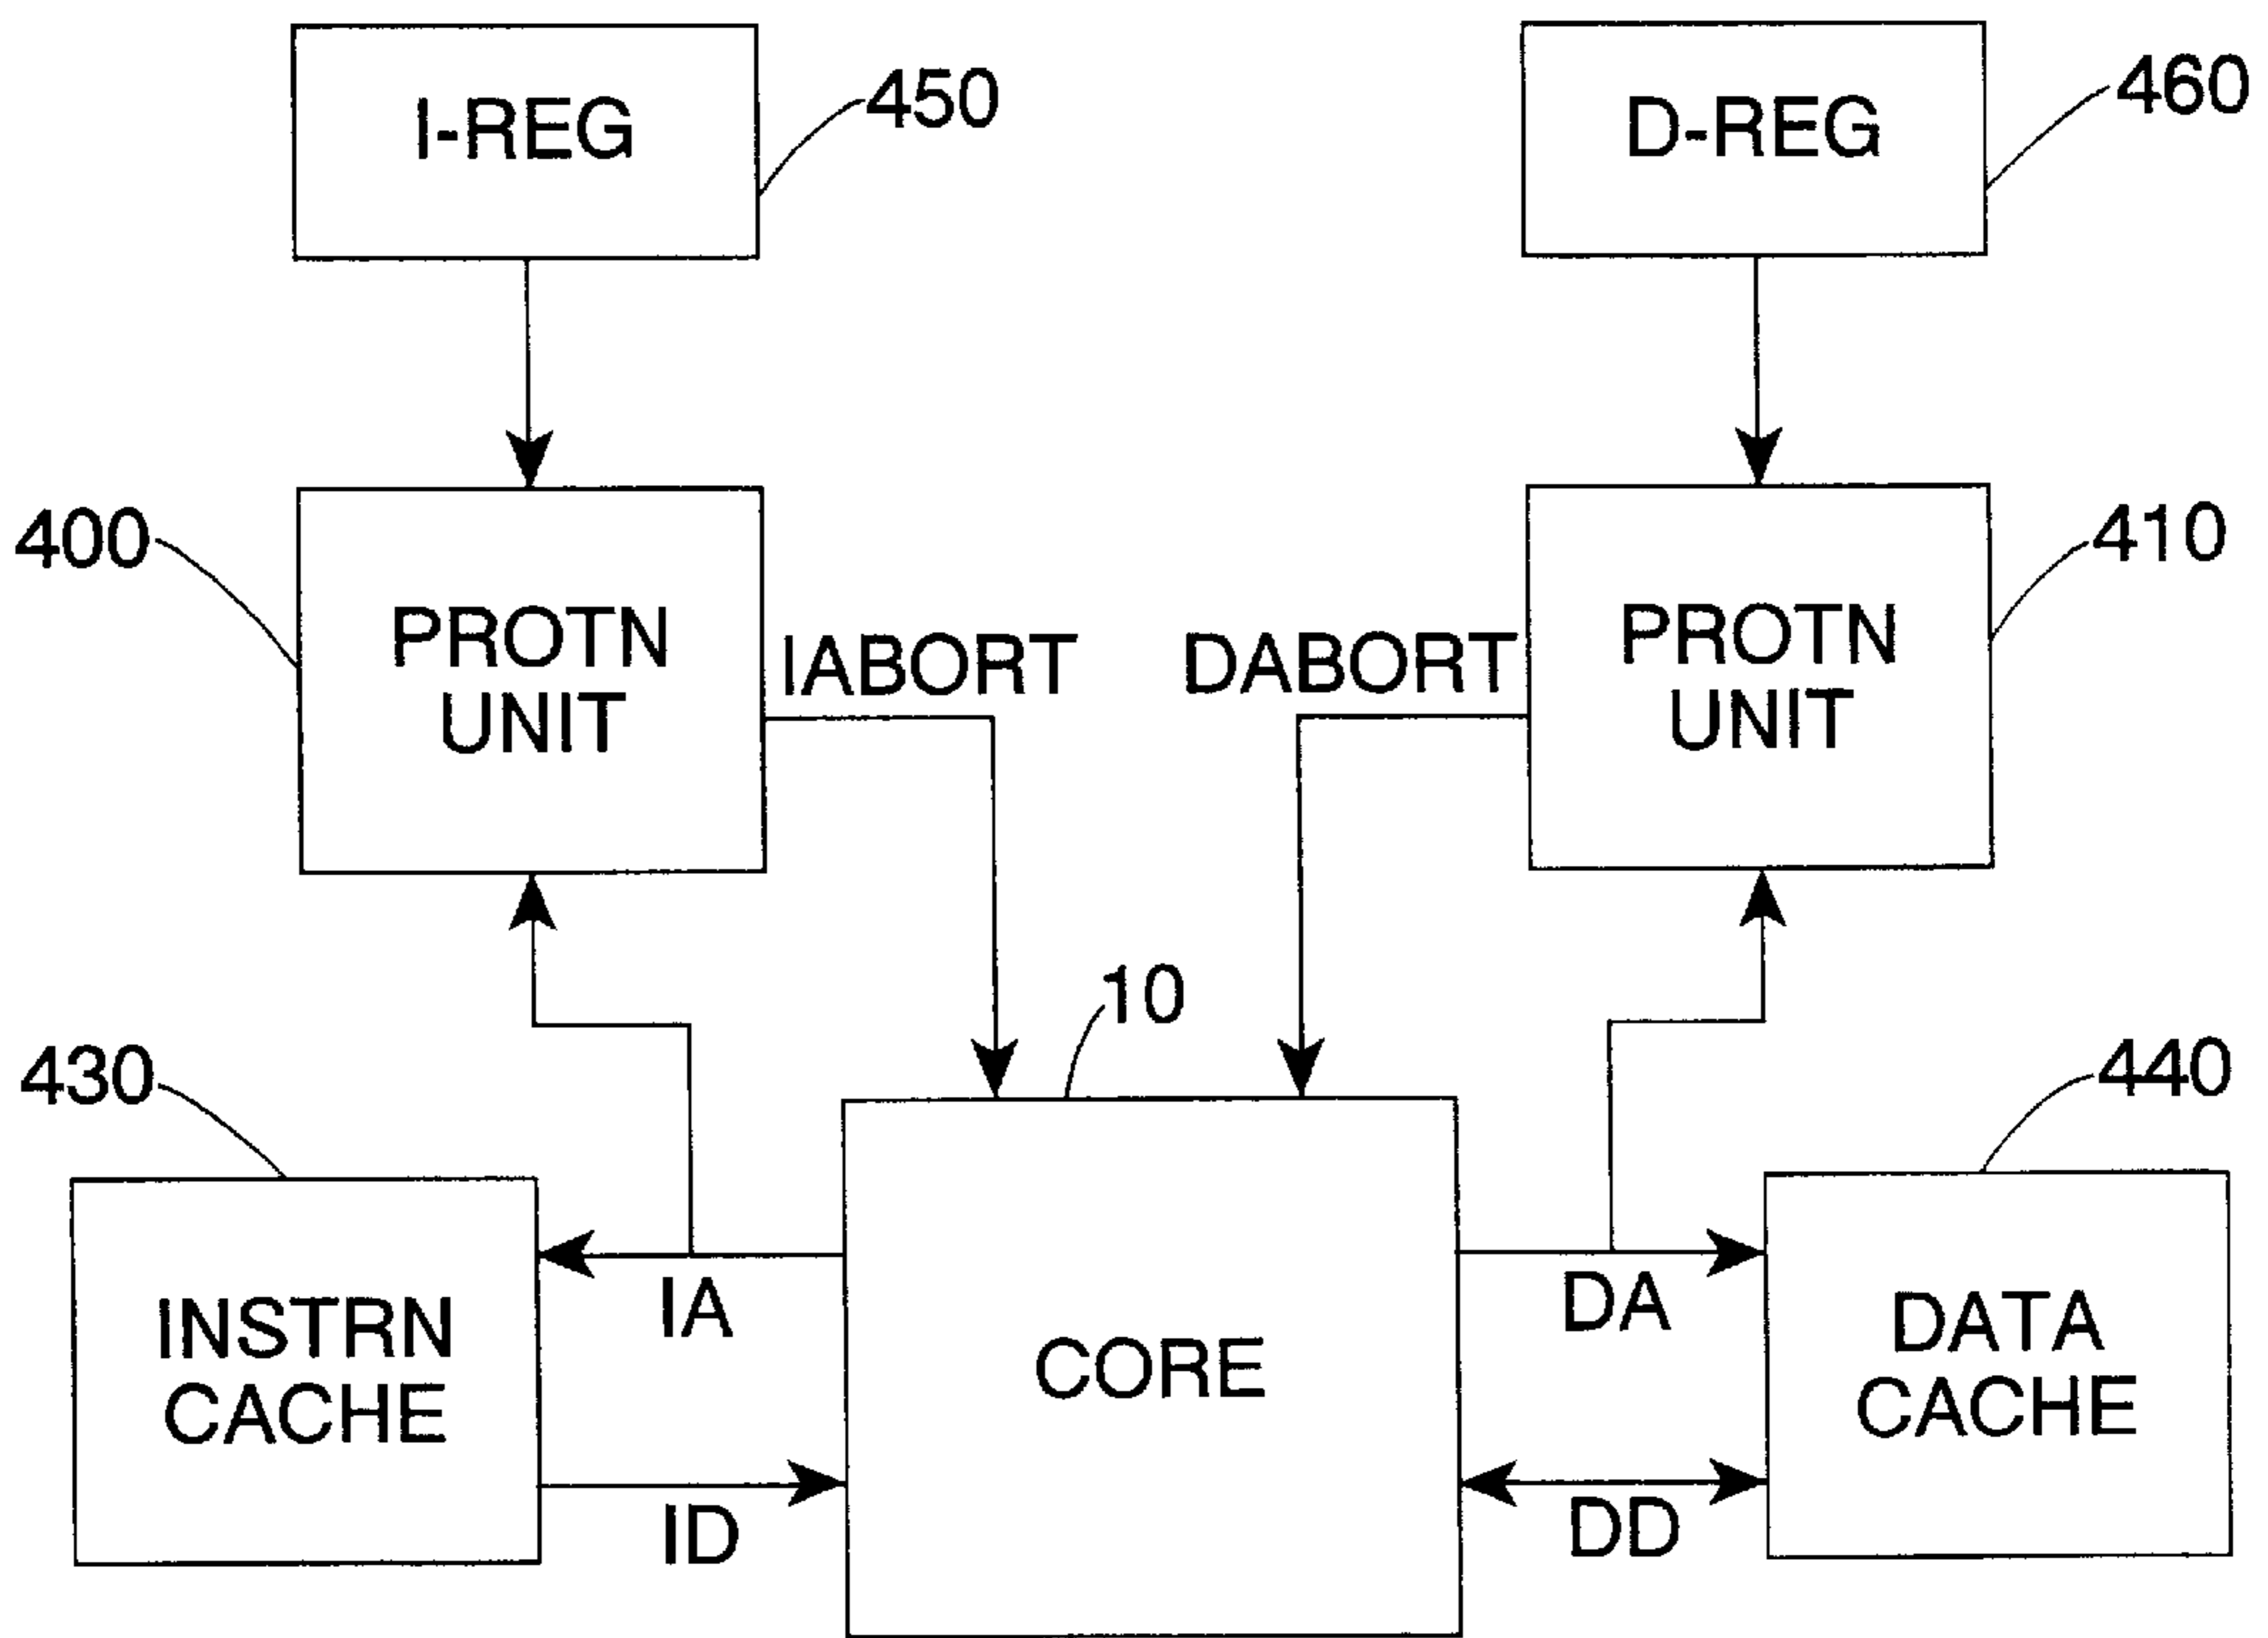 I-REG
450
D-REG
460
400
PROTN
UNIT
IABORT
DABORT
PROTN
UNIT
410
10
430
INSTRN
CACHE
IA
ID
CORE
DA
DD
440
DATA
CACHE